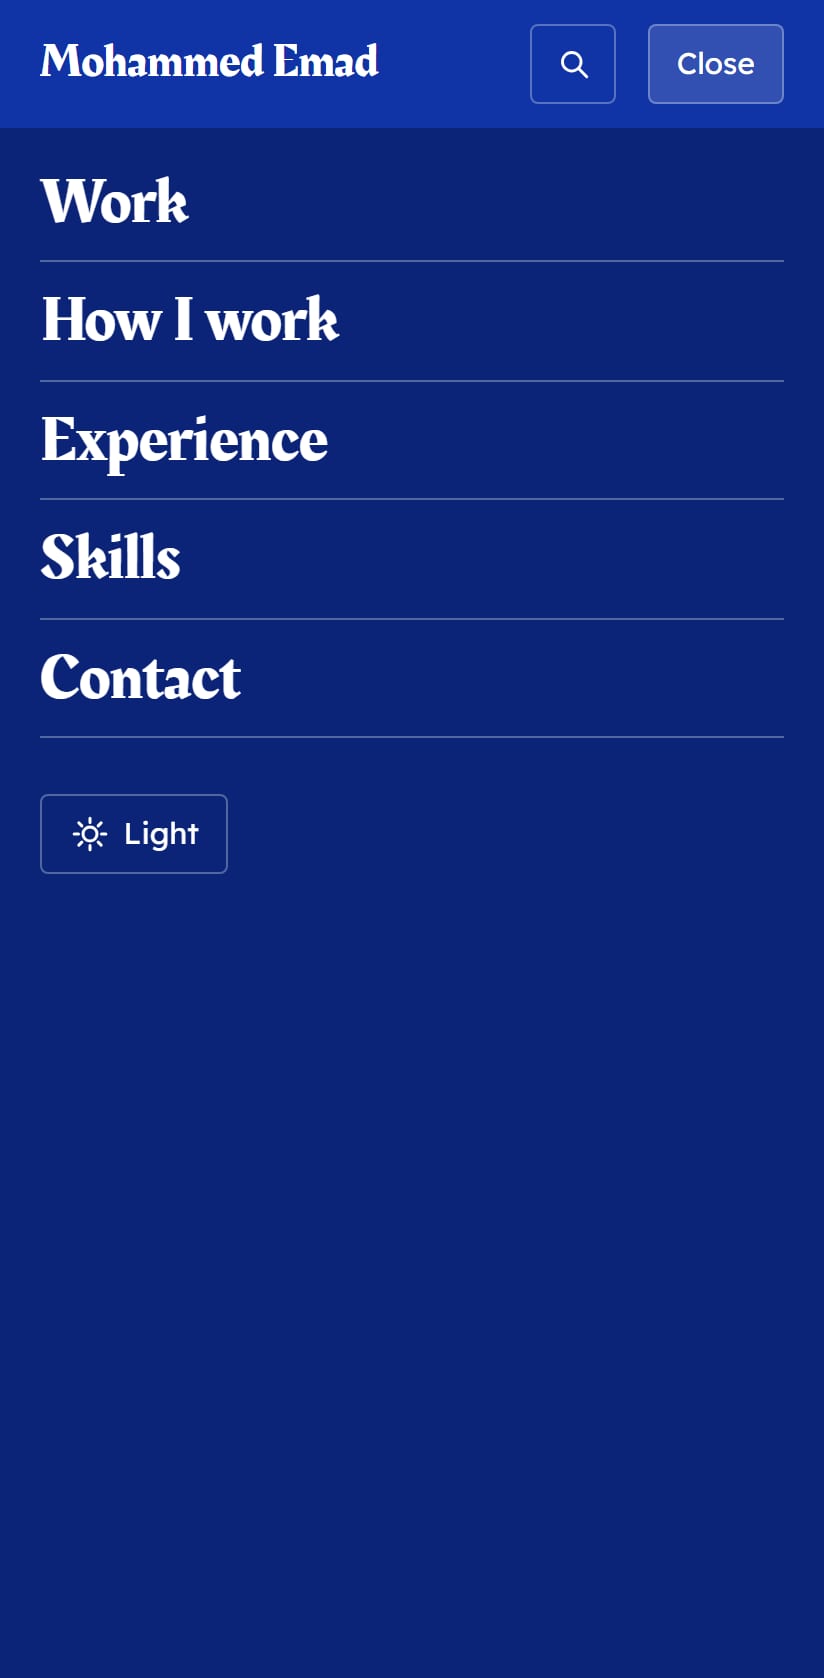 Mohammed Emad
Close
Work
How I work
Experience
Skills
Contact
Light